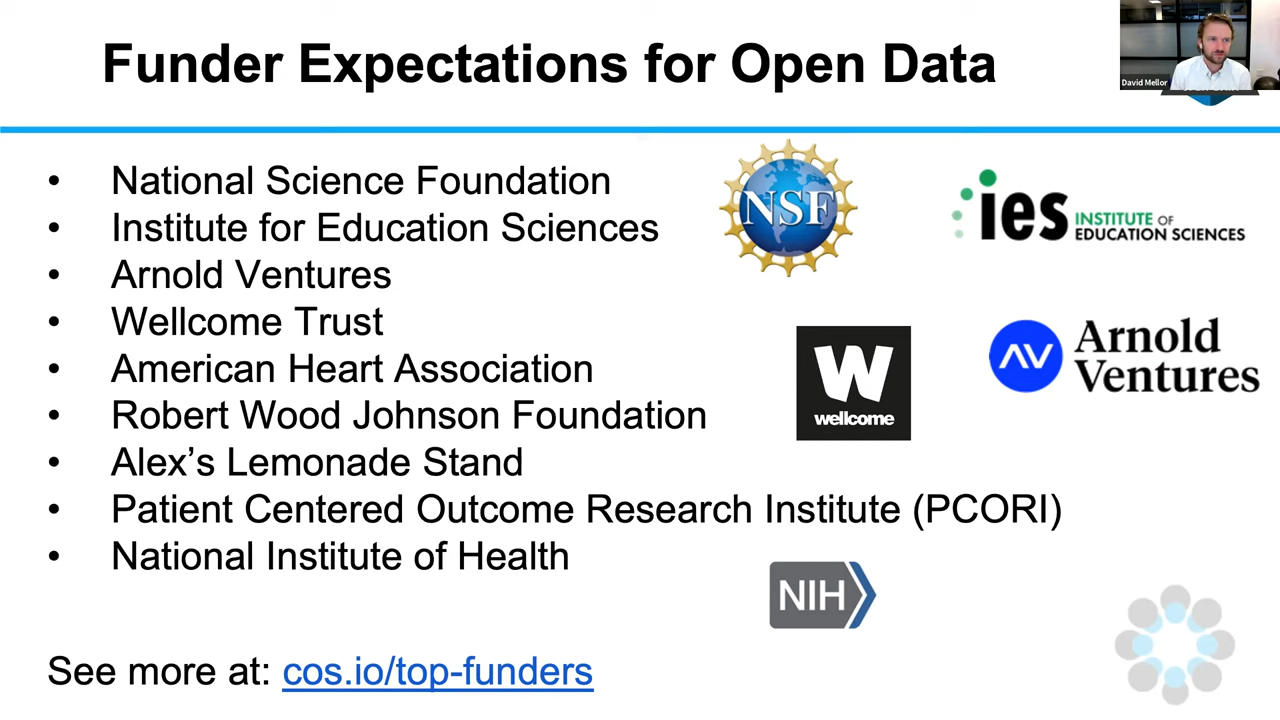 Funder Expectations for Open Data
David Mellor
• National Science Foundation
• Institute for Education Sciences
• Arnold Ventures
• Wellcome Trust
• American Heart Association
• Robert Wood Johnson Foundation
• Alex’s Lemonade Stand
• Patient Centered Outcome Research Institute (PCORI)
• National Institute of Health
NSF
ies INSTITUTE OF
EDUCATION SCIENCES
W
wellcome
AV
Arnold
Ventures
NIH
See more at: cos.io/top-funders